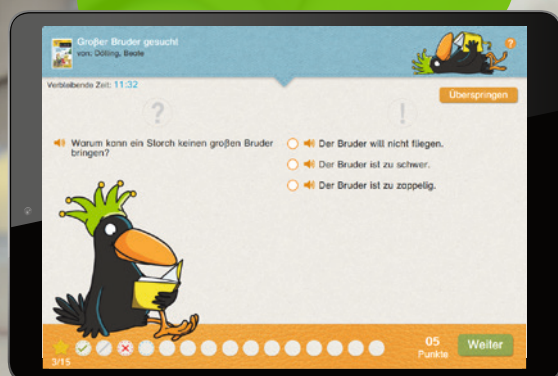 Großer Bruder gesucht
von: Dölling, Beate
?
Verbleibende Zeit: 11:32
Überspringen
?
!
Warum kann ein Storch keinen großen Bruder
bringen?
Der Bruder will nicht fliegen.
Der Bruder ist zu schwer.
Der Bruder ist zu zappelig.
3/15
05
Punkte
Weiter